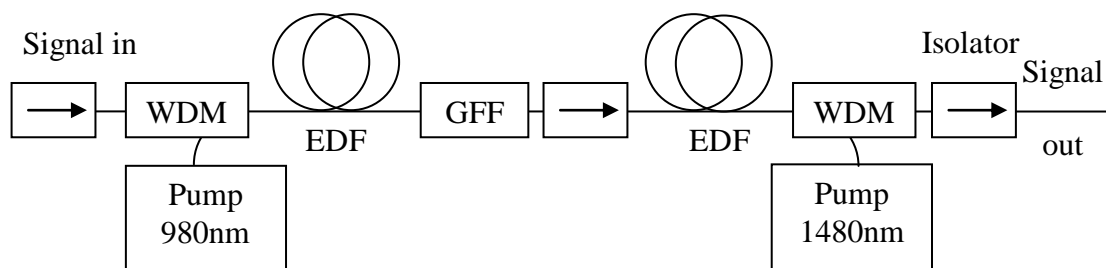 Signal in
Isolator
Signal
WDM
GFF
WDM
EDF
EDF
out
Pump
980nm
Pump
1480nm